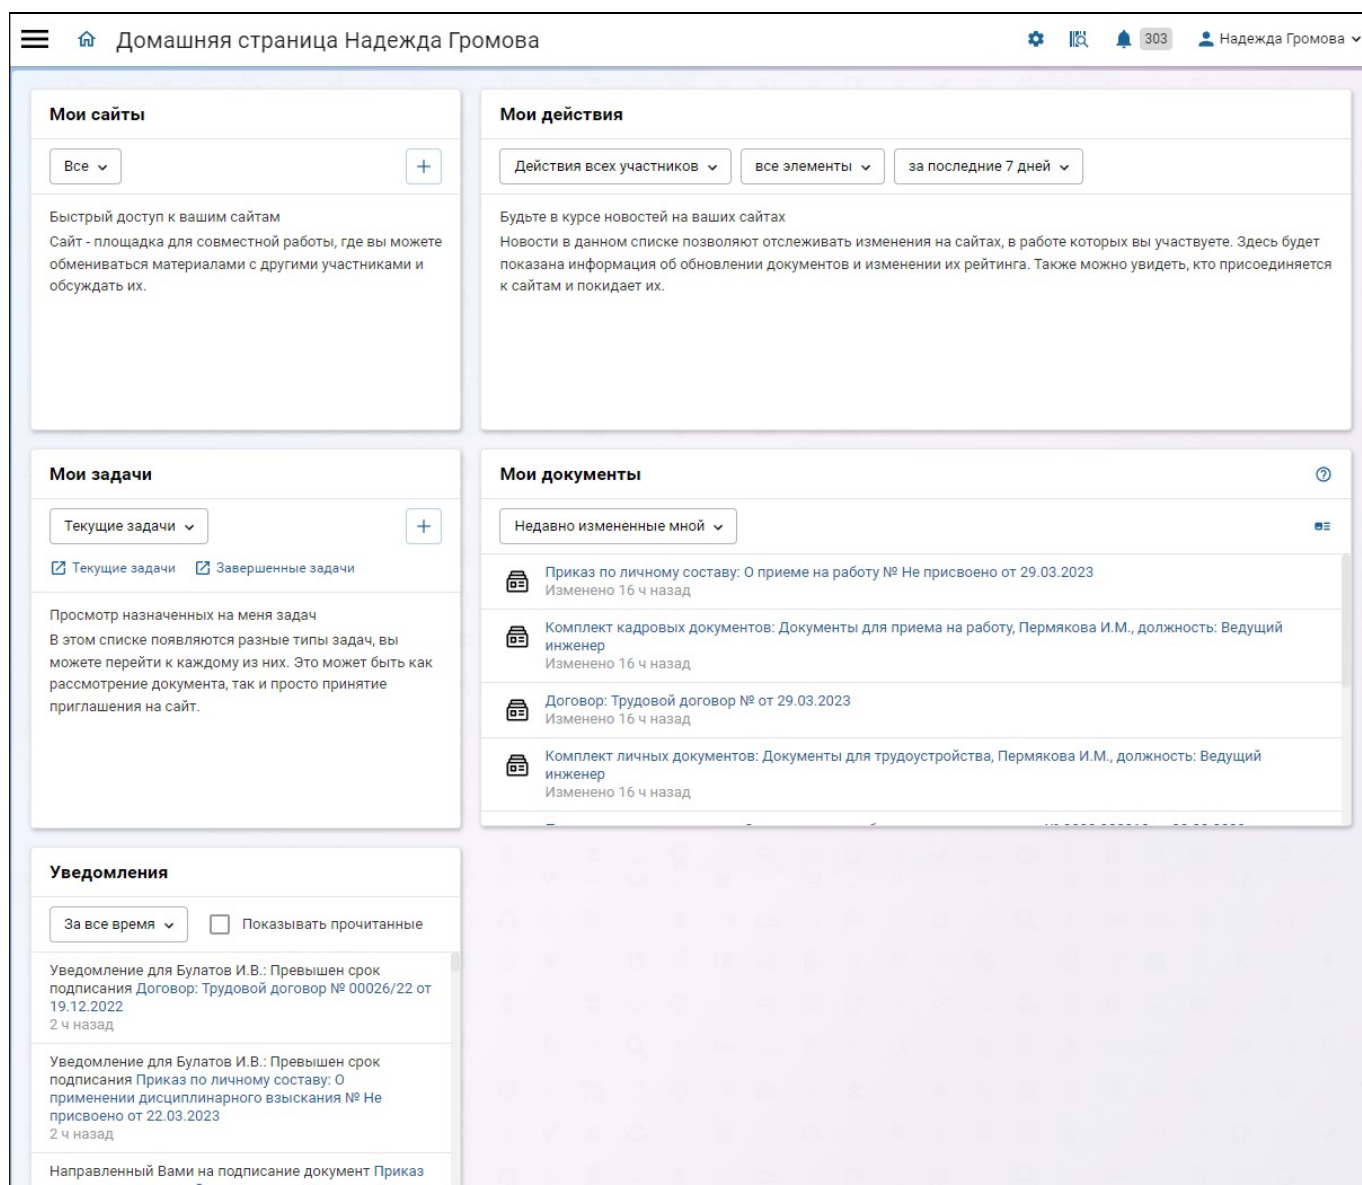 Домашняя страница Надежда Громова
303
Надежда Громова
Мои сайты
Все
Быстрый доступ к вашим сайтам
Сайт - площадка для совместной работы, где вы можете
обмениваться материалами с другими участниками и
обсуждать их.
Мои действия
Действия всех участников
все элементы
за последние 7 дней
Будьте в курсе новостей на ваших сайтах
Новости в данном списке позволяют отслеживать изменения на сайтах, в работе которых вы участвуете. Здесь будет
показана информация об обновлении документов и изменении их рейтинга. Также можно увидеть, кто присоединяется
к сайтам и покидает их.
Мои задачи
Текущие задачи
Текущие задачи
Завершенные задачи
Просмотр назначенных на меня задач
В этом списке появляются разные типы задач, вы
можете перейти к каждому из них. Это может быть как
рассмотрение документа, так и просто принятие
приглашения на сайт.
Мои документы
Недавно измененные мной
Приказ по личному составу: О приеме на работу № Не присвоено от 29.03.2023
Изменено 16 ч назад
Комплект кадровых документов: Документы для приема на работу, Пермякова И.М., должность: Ведущий
инженер
Изменено 16 ч назад
Договор: Трудовой договор № от 29.03.2023
Изменено 16 ч назад
Комплект личных документов: Документы для трудоустройства, Пермякова И.М., должность: Ведущий
инженер
Изменено 16 ч назад
Уведомления
За все время
Показывать прочитанные
Уведомление для Булатов И.В.: Превышен срок
подписания Договор: Трудовой договор № 00026/22 от
19.12.2022
2 ч назад
Уведомление для Булатов И.В.: Превышен срок
подписания Приказ по личному составу: О
применении дисциплинарного взыскания № Не
присвоено от 22.03.2023
2 ч назад
Направленный Вами на подписание документ Приказ